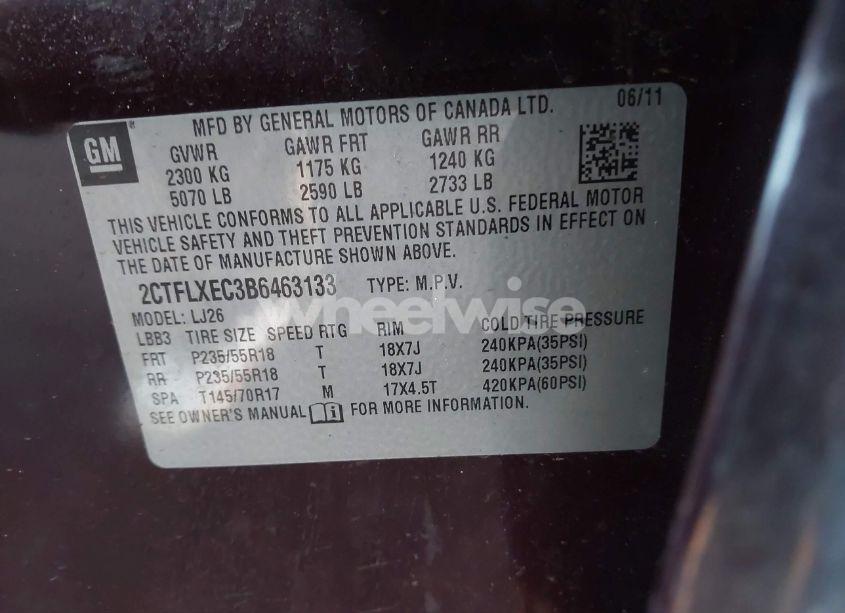 MFD BY GENERAL MOTORS OF CANADA LTD. 06/11
GM
GVWR GAWR FRT GAWR RR
2300 KG 1175 KG 1240 KG
5070 LB 2590 LB 2733 LB
THIS VEHICLE CONFORMS TO ALL APPLICABLE U.S. FEDERAL MOTOR
VEHICLE SAFETY AND THEFT PREVENTION STANDARDS IN EFFECT ON
THE DATE OF MANUFACTURE SHOWN ABOVE.
2CTFLXEC3B6463133 TYPE: M.P.V.
MODEL: LJ26
LBB3 TIRE SIZE SPEED RTG RIM COLD TIRE PRESSURE
FRT P235/55R18 T 18X7J 240KPA(35PSI)
RR P235/55R18 T 18X7J 240KPA(35PSI)
SPA T145/70R17 M 17X4.5T 420KPA(60PSI)
SEE OWNER'S MANUAL FOR MORE INFORMATION.
wheelwise